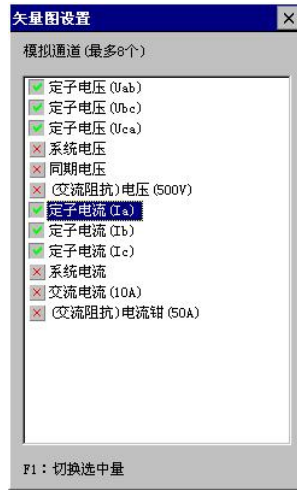 矢量图设置
模拟通道(最多8个)
定子电压(Uab)
定子电压(Ubc)
定子电压(Uca)
系统电压
同期电压
(交流阻抗)电压(500V)
定子电流(Ia)
定子电流(Ib)
定子电流(Ic)
系统电流
交流电流(10A)
(交流阻抗)电流钳(50A)
F1：切换选中量